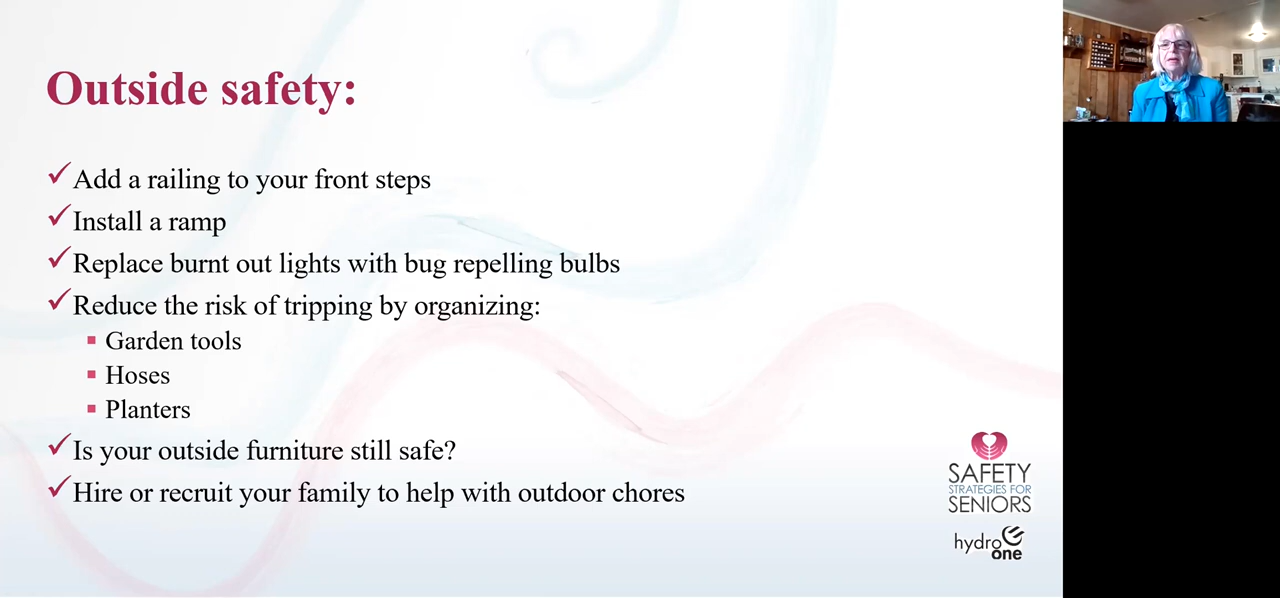 Outside safety:
Add a railing to your front steps
Install a ramp
Replace burnt out lights with bug repelling bulbs
Reduce the risk of tripping by organizing:
Garden tools
Hoses
Planters
Is your outside furniture still safe?
Hire or recruit your family to help with outdoor chores
SAFETY
STRATEGIES FOR
SENIORS
hydro
one